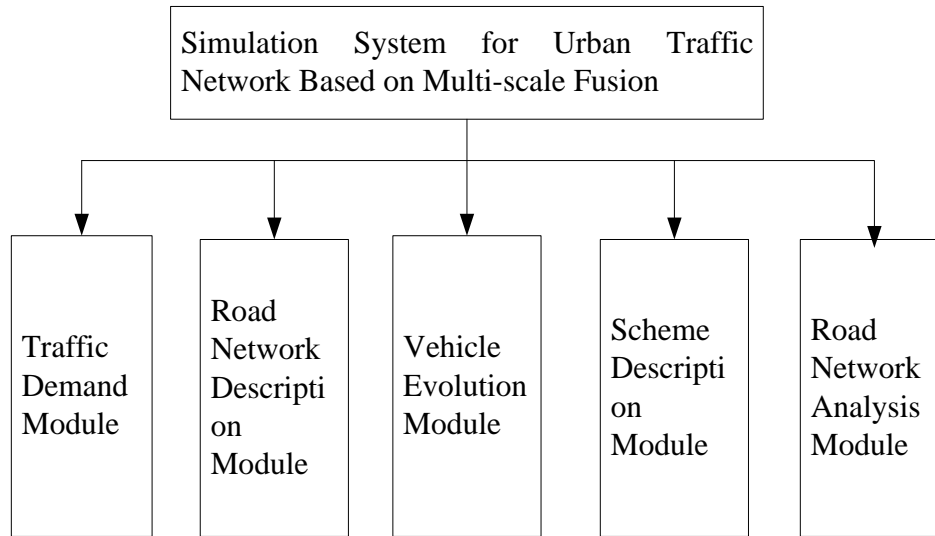 Simulation System for Urban Traffic
Network Based on Multi-scale Fusion
Traffic
Demand
Module
Road
Network
Descripti
on
Module
Vehicle
Evolution
Module
Scheme
Descripti
on
Module
Road
Network
Analysis
Module